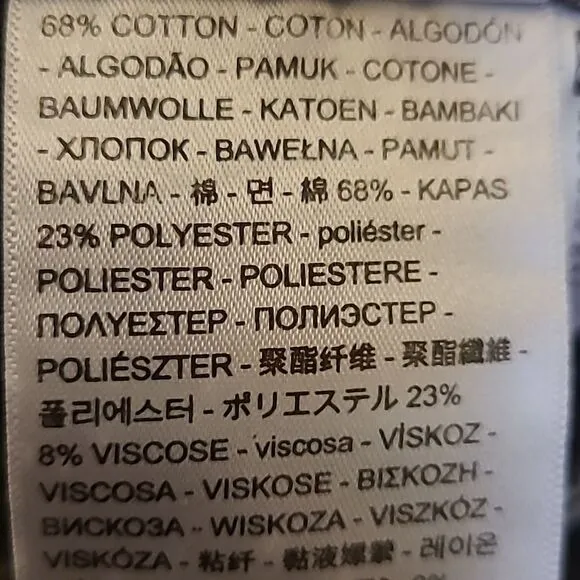 68% COTTON - COTON - ALGODÓN
- ALGODÃO - PAMUK - COTONE -
BAUMWOLLE - KATOEN - BAMBAKI
- ХЛОПОК - BAWEŁNA - PAMUT -
BAVLNA - 棉 - 면 - 綿 68% - KAPAS
23% POLYESTER - poliéster -
POLIESTER - POLIESTERE -
ΠΟΛΥΕΣΤΕΡ - ПОЛИЭСТЕР -
POLIÉSZTER - 聚酯纤维 - 聚酯纖維 -
폴리에스터 - ポリエステル 23%
8% VISCOSE - viscosa - VİSKOZ -
VISCOSA - VISKOSE - ΒΙΣΚΟΖΗ -
ВИСКОЗА - WISKOZA - VISZKÓZ -
VISKÓZA - 粘纤 - 黏液嫘縈 - 레이온